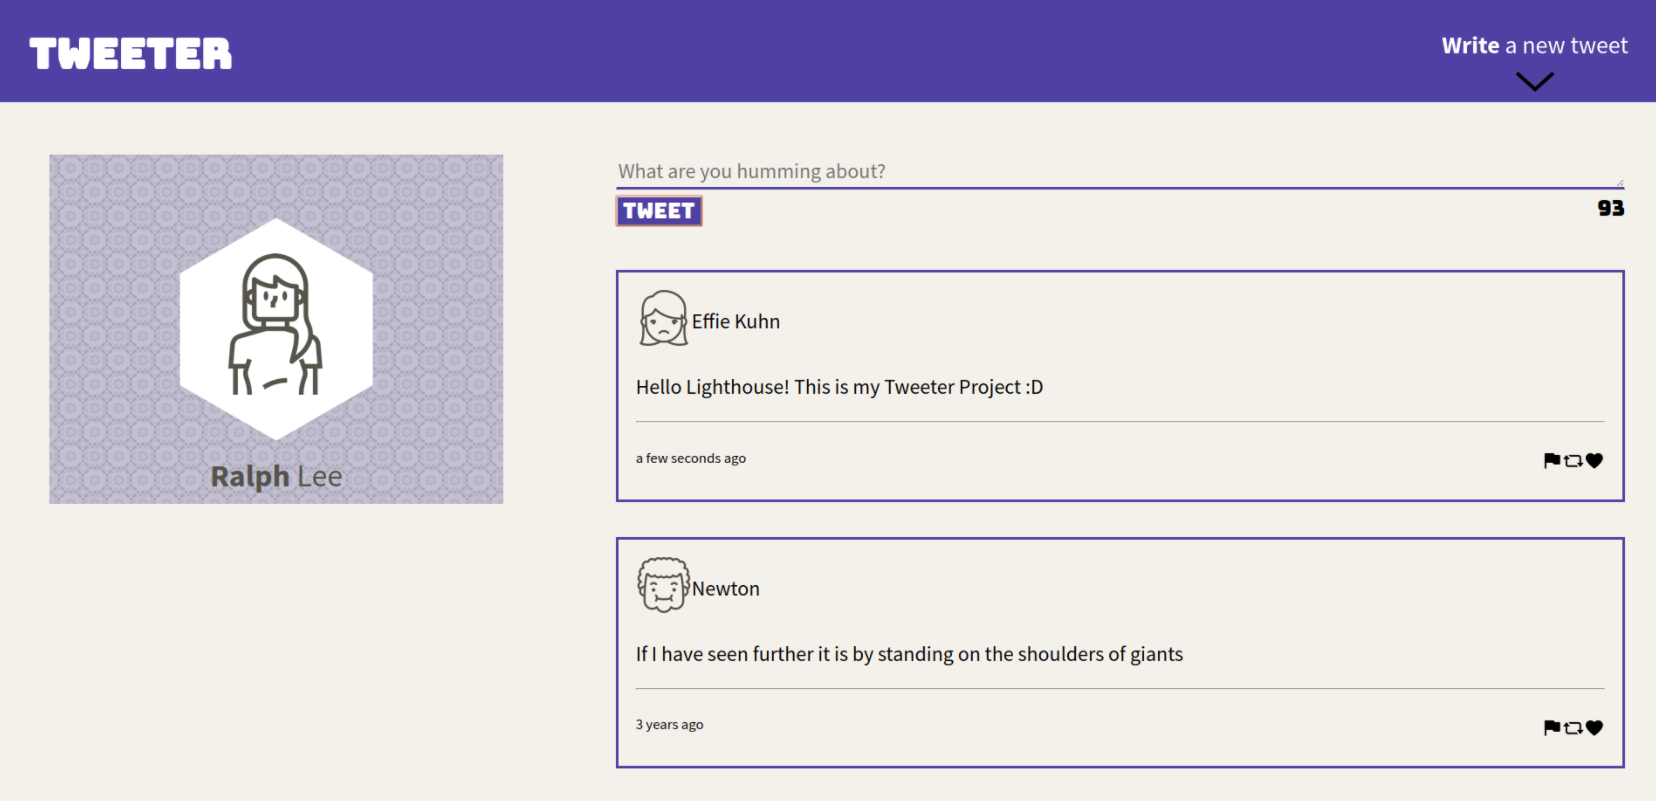 TWEETER
Write a new tweet
Ralph Lee
What are you humming about?
TWEET
93
Effie Kuhn
Hello Lighthouse! This is my Tweeter Project :D
a few seconds ago
Newton
If I have seen further it is by standing on the shoulders of giants
3 years ago